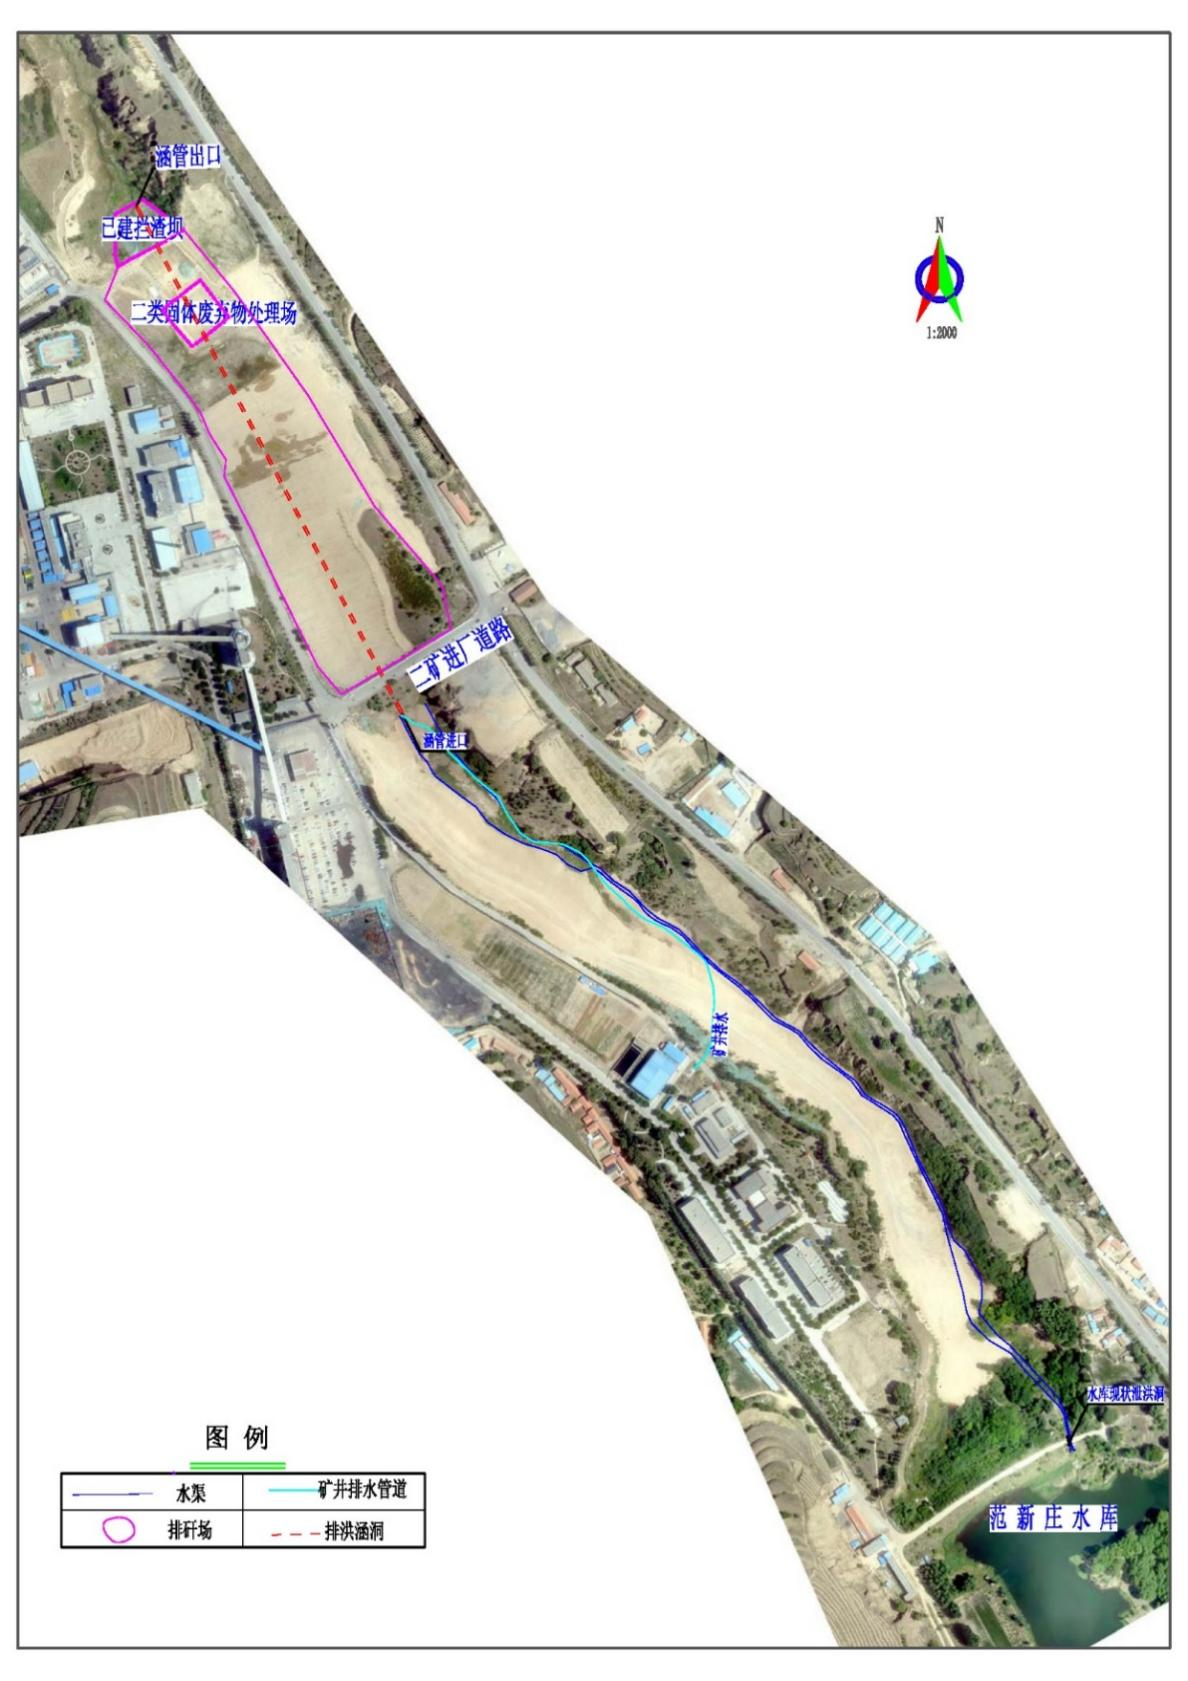 涵管出口
已建拦渣坝
N
二类固体废弃物处理场
1:2000
二矿进厂道路
涵管进口
矿井排水
水库现状泄洪洞
图 例
水渠
矿井排水管道
排矸场
排洪涵洞
范新庄水库